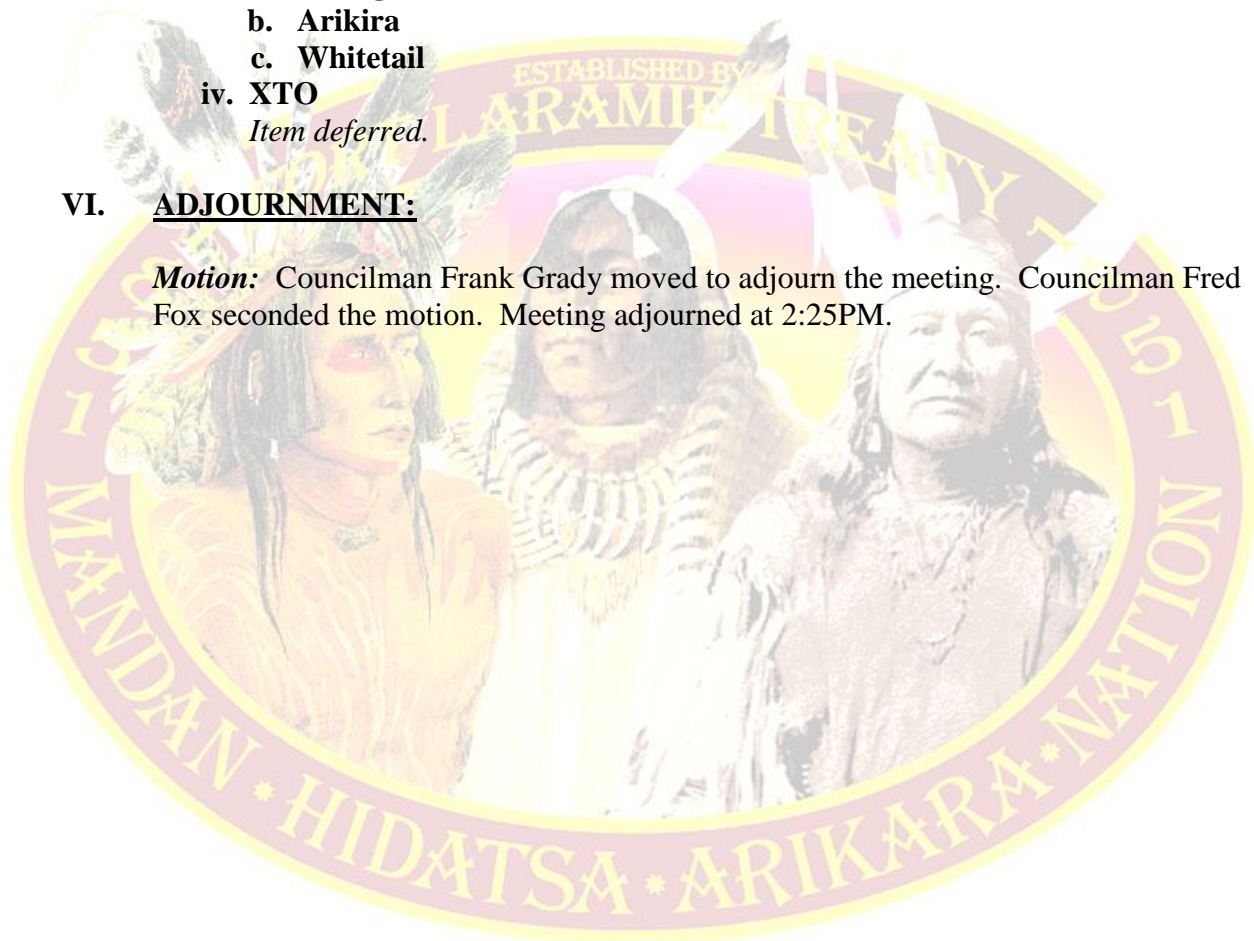 b. Arikira
c. Whitetail
iv. XTO
Item deferred.
VI. ADJOURNMENT:
Motion: Councilman Frank Grady moved to adjourn the meeting. Councilman Fred
Fox seconded the motion. Meeting adjourned at 2:25PM.
ESTABLISHED BY
FORT LARAMIE TREATY 1851
MANDAN * HIDATSA * ARIKARA * NATION